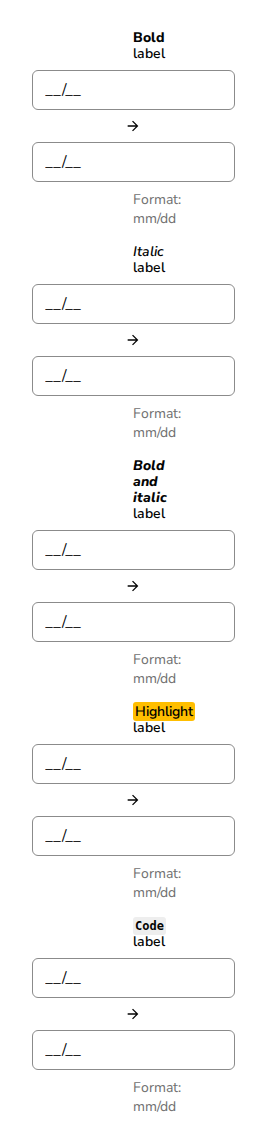 Bold
label
__/__
→
__/__
Format:
mm/dd
Italic
label
__/__
→
__/__
Format:
mm/dd
Bold
and
italic
label
__/__
→
__/__
Format:
mm/dd
Highlight
label
__/__
→
__/__
Format:
mm/dd
Code
label
__/__
→
__/__
Format:
mm/dd